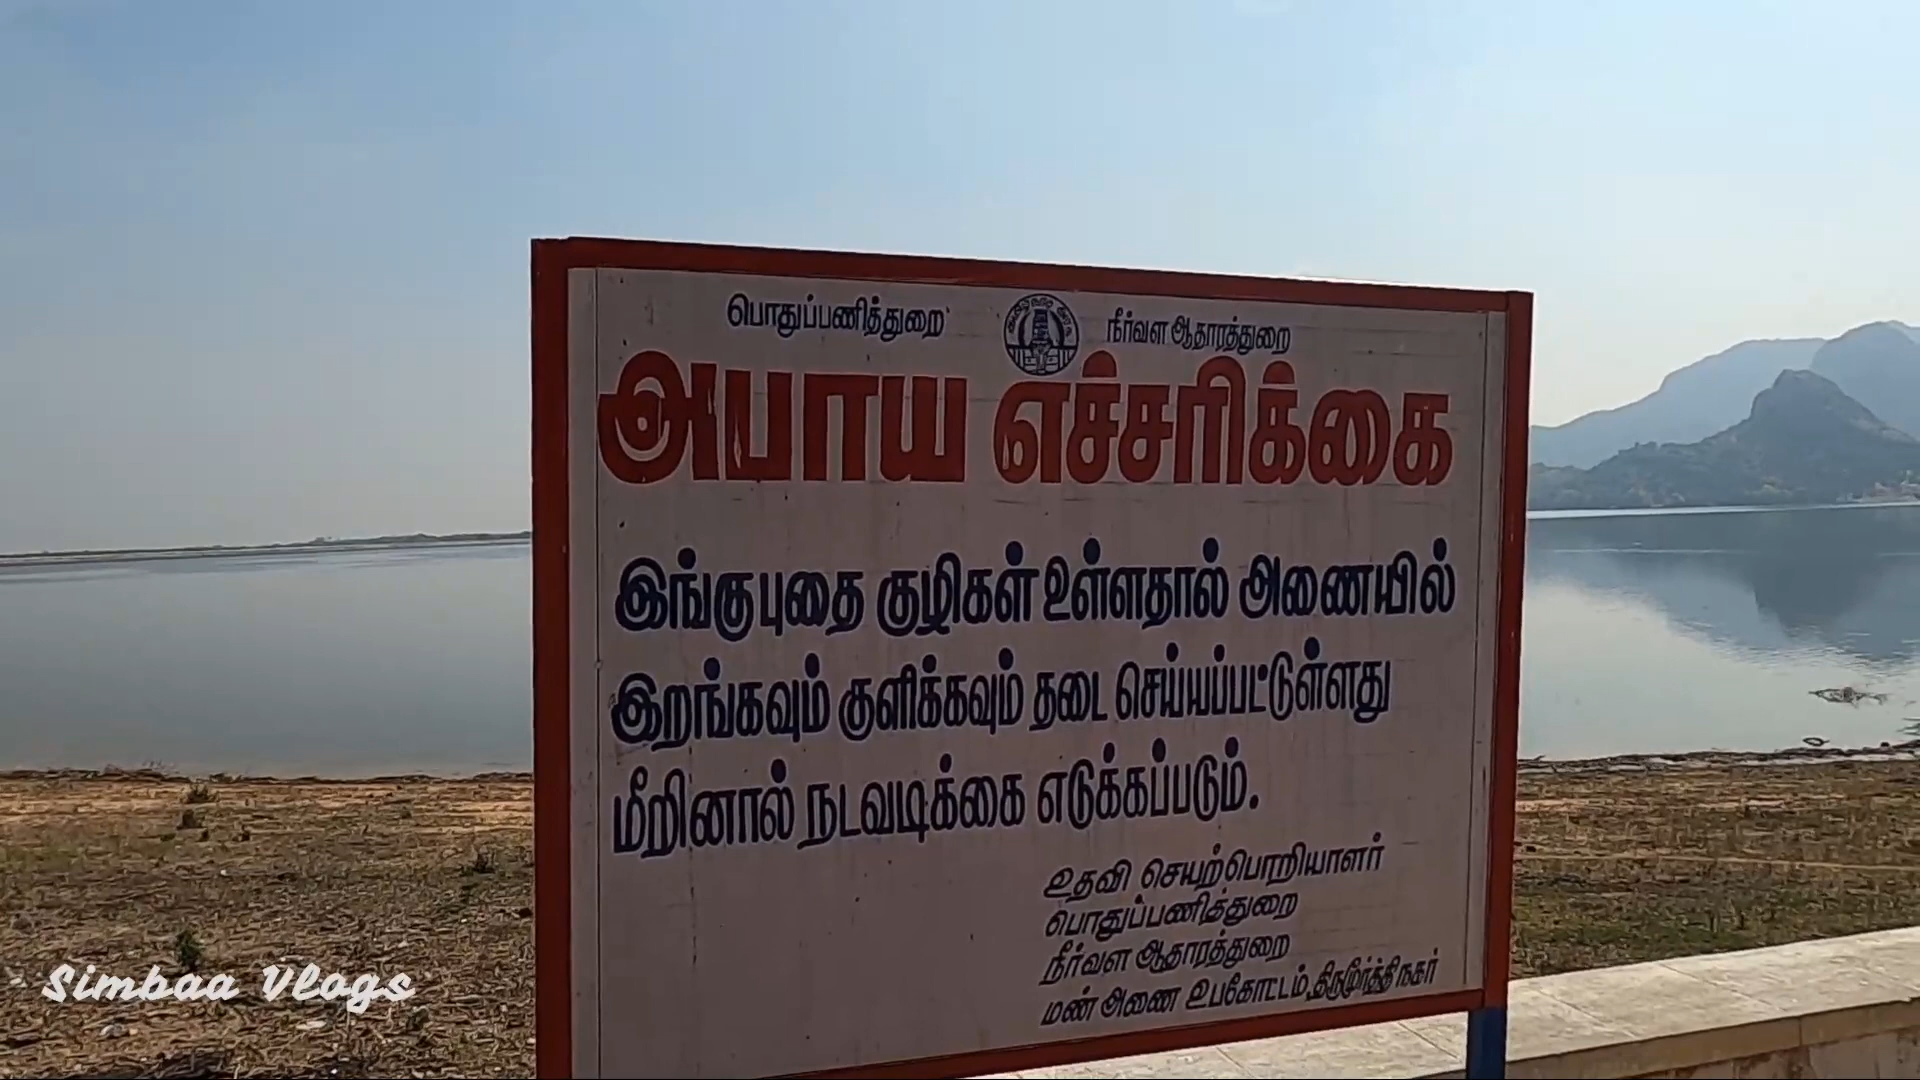 பொதுப்பணித்துறை நீர்வள ஆதாரத்துறை
அபாய எச்சரிக்கை
இங்கு புதை குழிகள் உள்ளதால் அணையில்
இறங்கவும் குளிக்கவும் தடை செய்யப்பட்டுள்ளது
மீறினால் நடவடிக்கை எடுக்கப்படும்.
உதவி செயற்பொறியாளர்
பொதுப்பணித்துறை
நீர்வள ஆதாரத்துறை
மண் அணை உபகோட்டம்,திருமூர்த்தி நகர்
Simbaa Vlogs